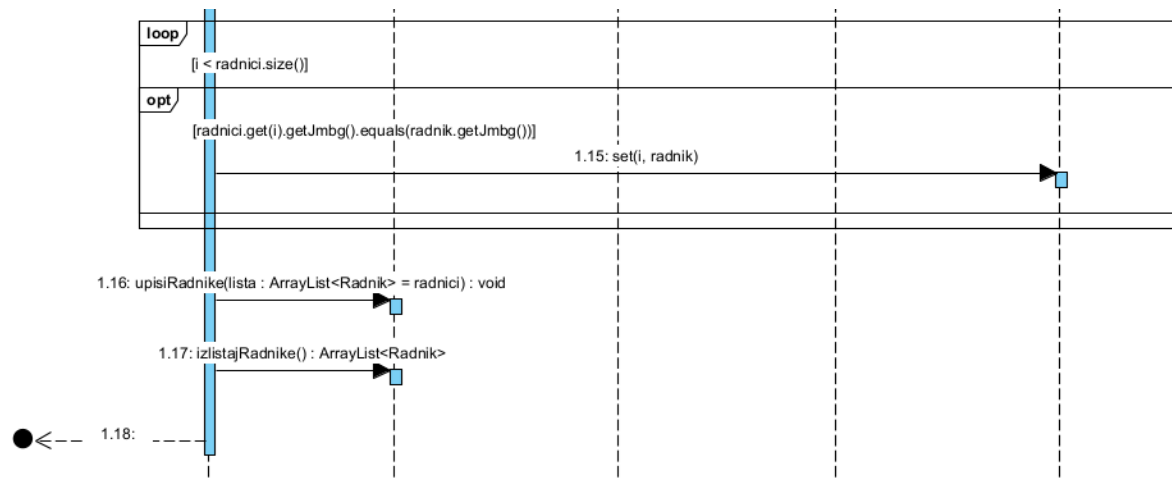 loop
[i < radnici.size()]
opt
[radnici.get(i).getJmbg().equals(radnik.getJmbg())]
1.15: set(i, radnik)
1.16: upisiRadnike(lista : ArrayList<Radnik> = radnici) : void
1.17: izlistajRadnike() : ArrayList<Radnik>
1.18: